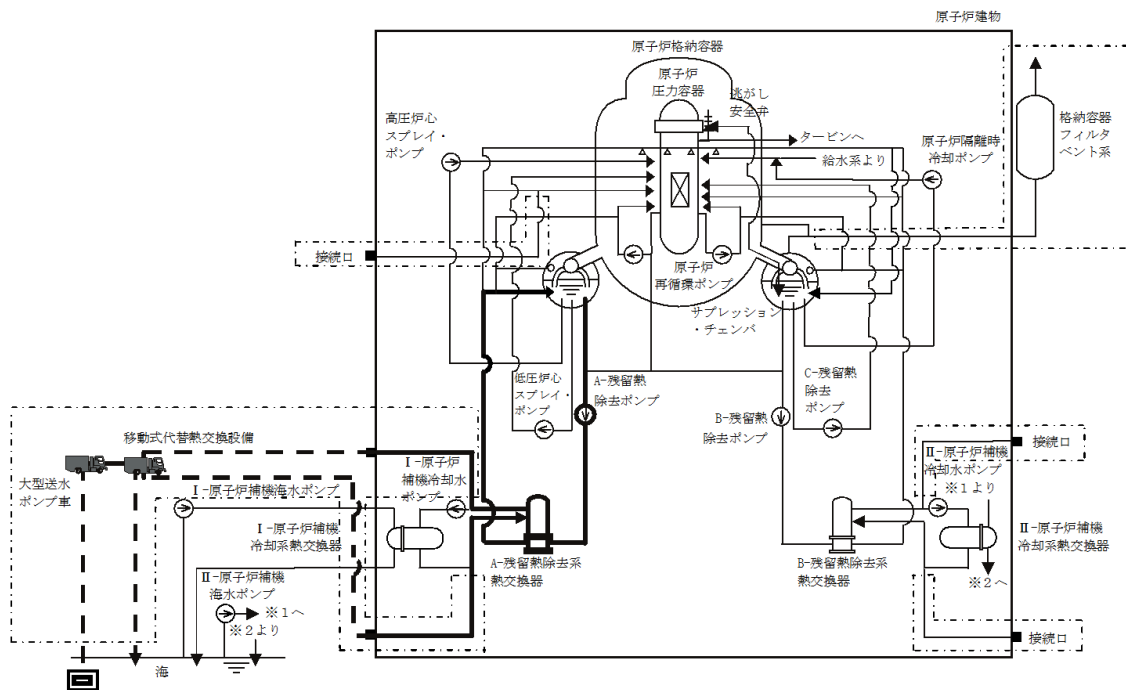 原子炉建物
原子炉格納容器
原子炉
圧力容器
逃がし
安全弁
高圧炉心
スプレイ・
ポンプ
タービンへ
給水系より
原子炉隔離時
冷却ポンプ
格納容器
フィルタ
ベント系
接続口
原子炉
再循環ポンプ
サプレッション
・チェンバ
低圧炉心
スプレイ・
ポンプ
A-残留熱
除去ポンプ
C-残留熱
除去
ポンプ
B-残留熱
除去ポンプ
移動式代替熱交換設備
大型送水
ポンプ車
Ⅰ-原子炉補機海水ポンプ
Ⅰ-原子炉
補機冷却水
ポンプ
Ⅰ-原子炉補機
冷却系熱交換器
Ⅱ-原子炉補機
海水ポンプ
※1へ
※2より
海
A-残留熱除去系
熱交換器
B-残留熱除去系
熱交換器
接続口
Ⅱ-原子炉補機
冷却水ポンプ
※1より
Ⅱ-原子炉補機
冷却系熱交換器
※2へ
接続口